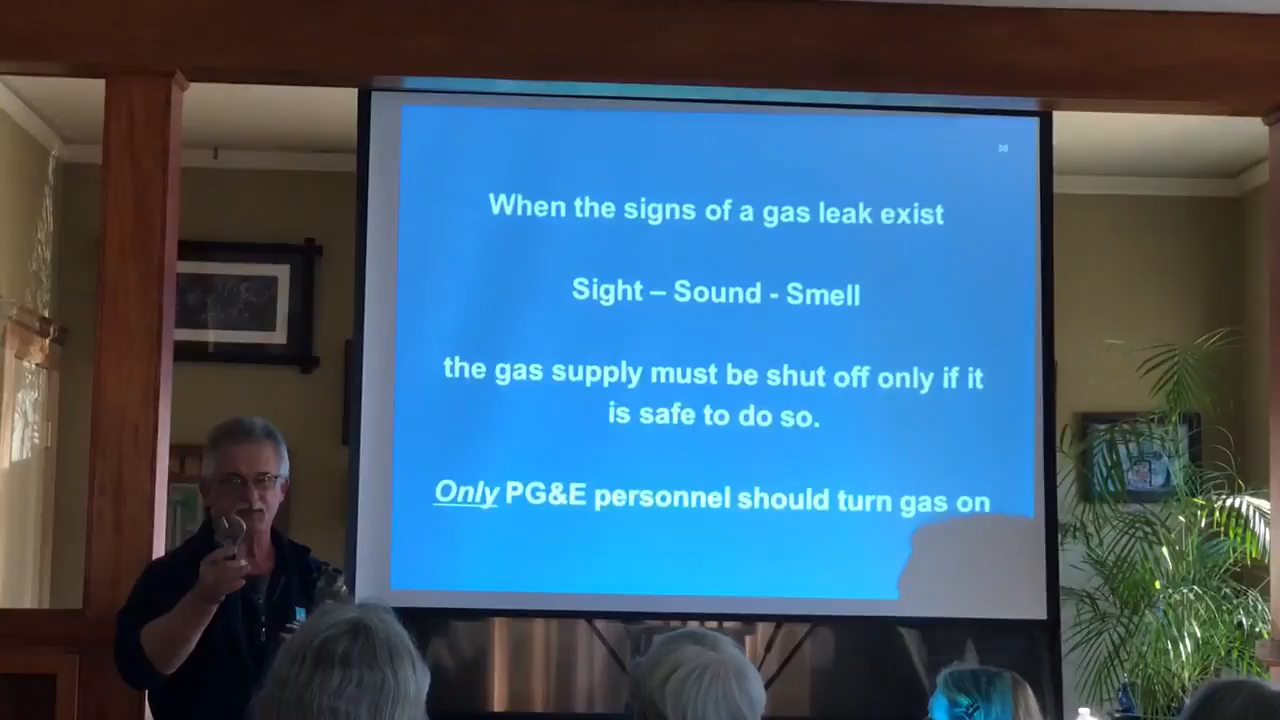 When the signs of a gas leak exist
Sight – Sound - Smell
the gas supply must be shut off only if it
is safe to do so.
Only PG&E personnel should turn gas on